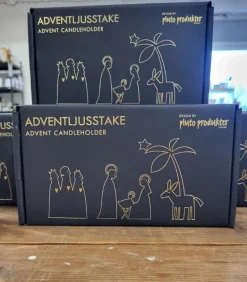 ADVENTLJUSSTAKE
ADVENT CANDLEHOLDER
DESIGN BY
pluto produkter
ADVENTLJUSSTAKE
ADVENT CANDLEHOLDER
DESIGN BY
pluto produkter